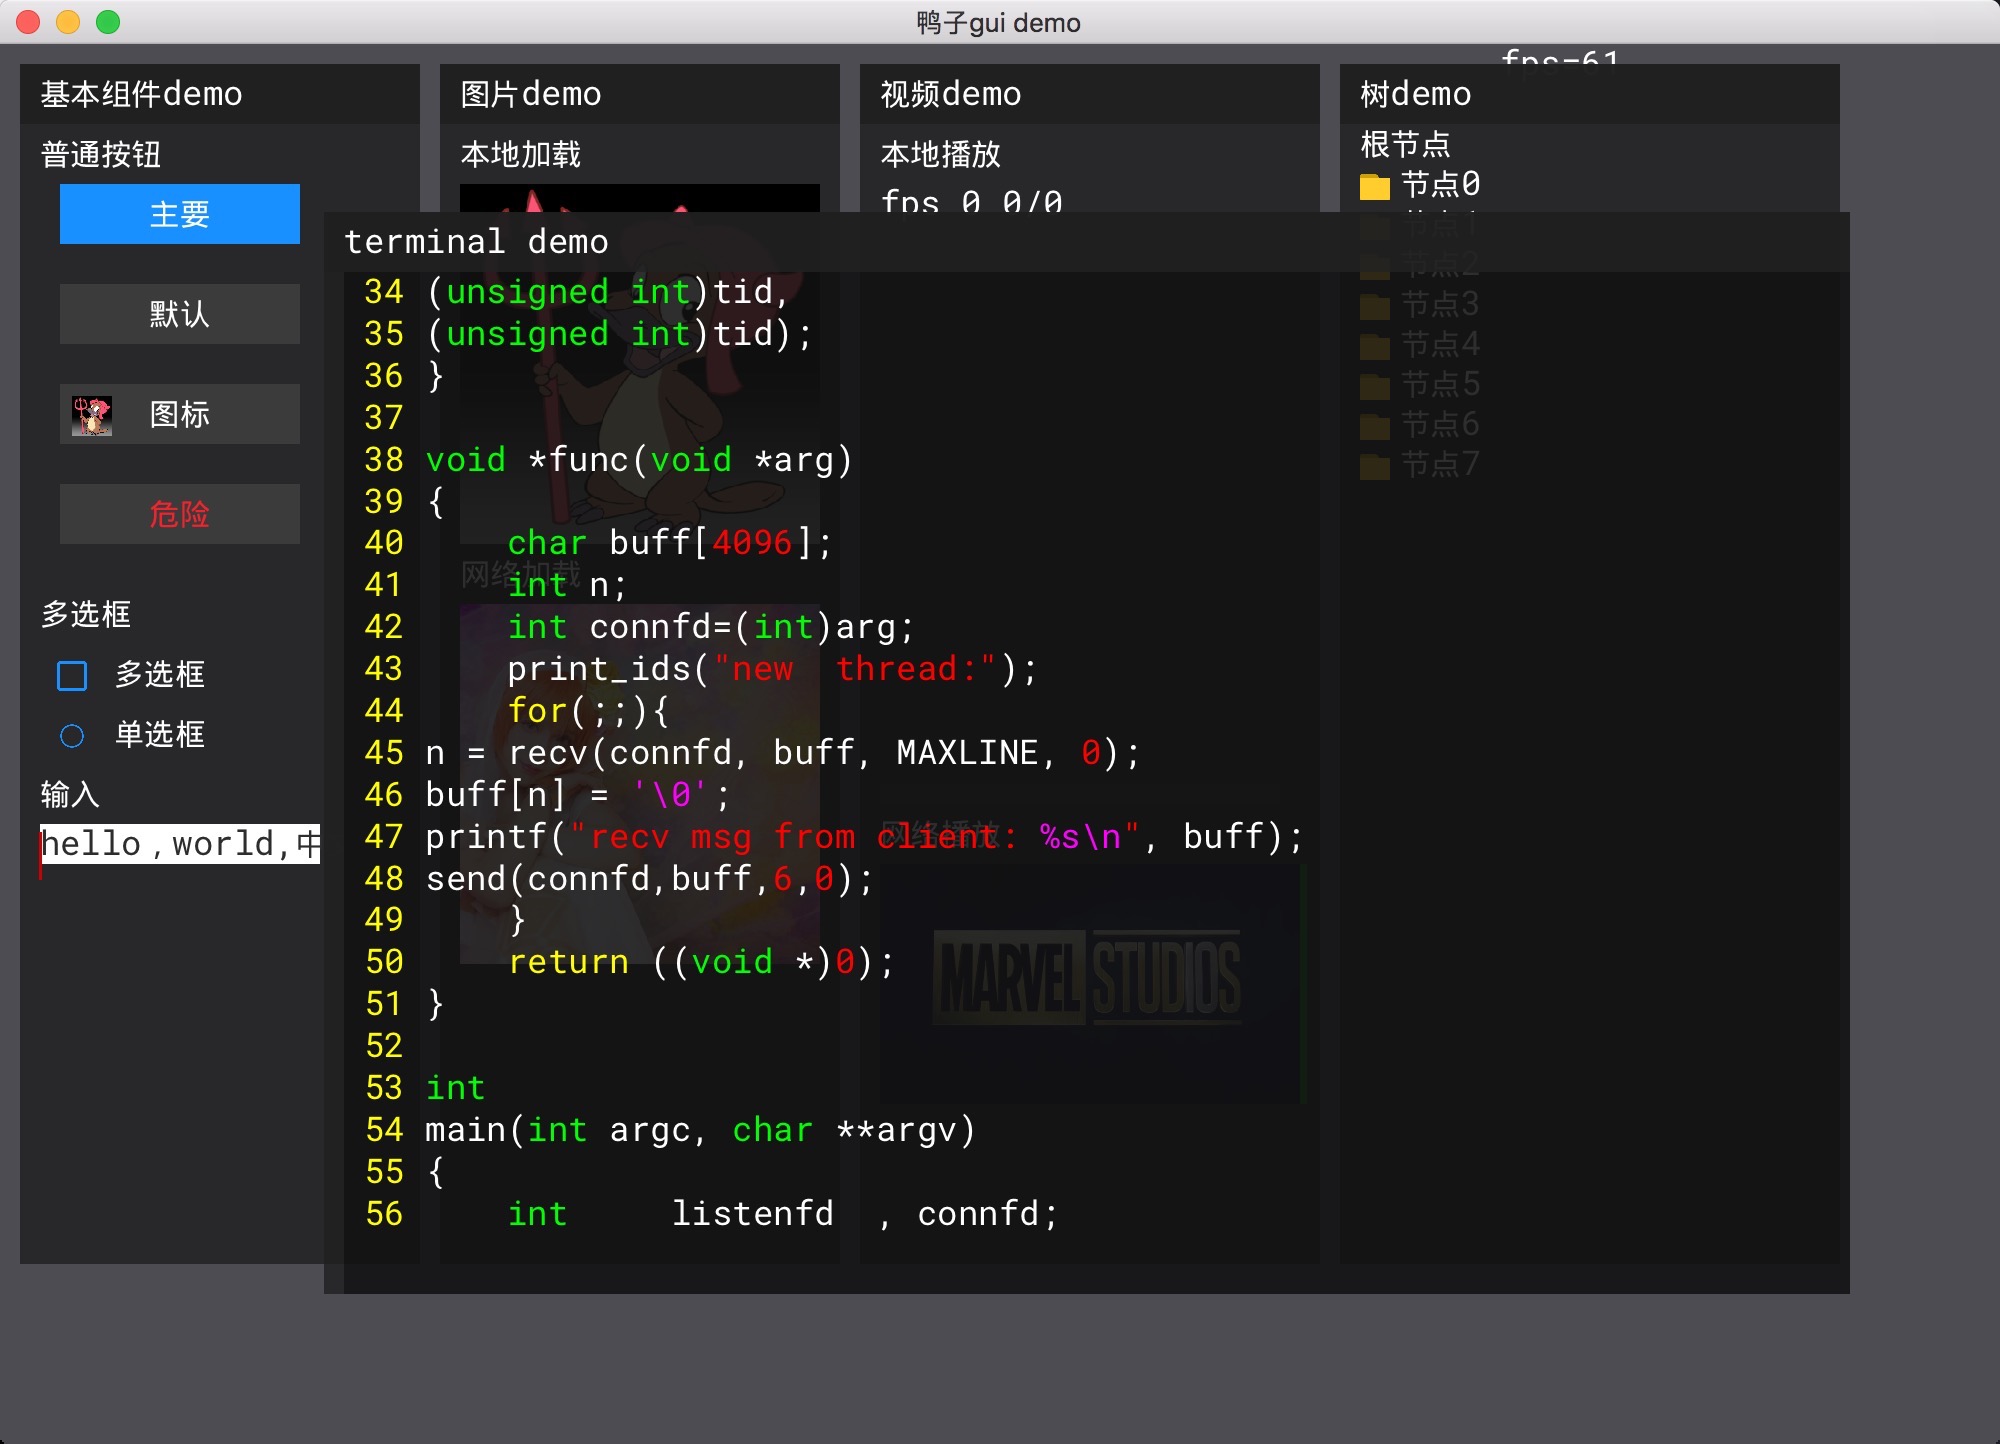 鸭子gui demo
fps=61
基本组件demo
普通按钮
主要
默认
图标
危险
多选框
多选框
单选框
输入
hello,world,中
图片demo
本地加载
网络加载
视频demo
本地播放
fps 0 0/0
网络播放
MARVEL STUDIOS
树demo
根节点
节点0
节点1
节点2
节点3
节点4
节点5
节点6
节点7
terminal demo
34 (unsigned int)tid,
35 (unsigned int)tid);
36 }
37
38 void *func(void *arg)
39 {
40     char buff[4096];
41     int n;
42     int connfd=(int)arg;
43     print_ids("new  thread:");
44     for(;;){
45 n = recv(connfd, buff, MAXLINE, 0);
46 buff[n] = '\0';
47 printf("recv msg from client: %s\n", buff);
48 send(connfd,buff,6,0);
49     }
50     return ((void *)0);
51 }
52
53 int
54 main(int argc, char **argv)
55 {
56     int     listenfd  , connfd;